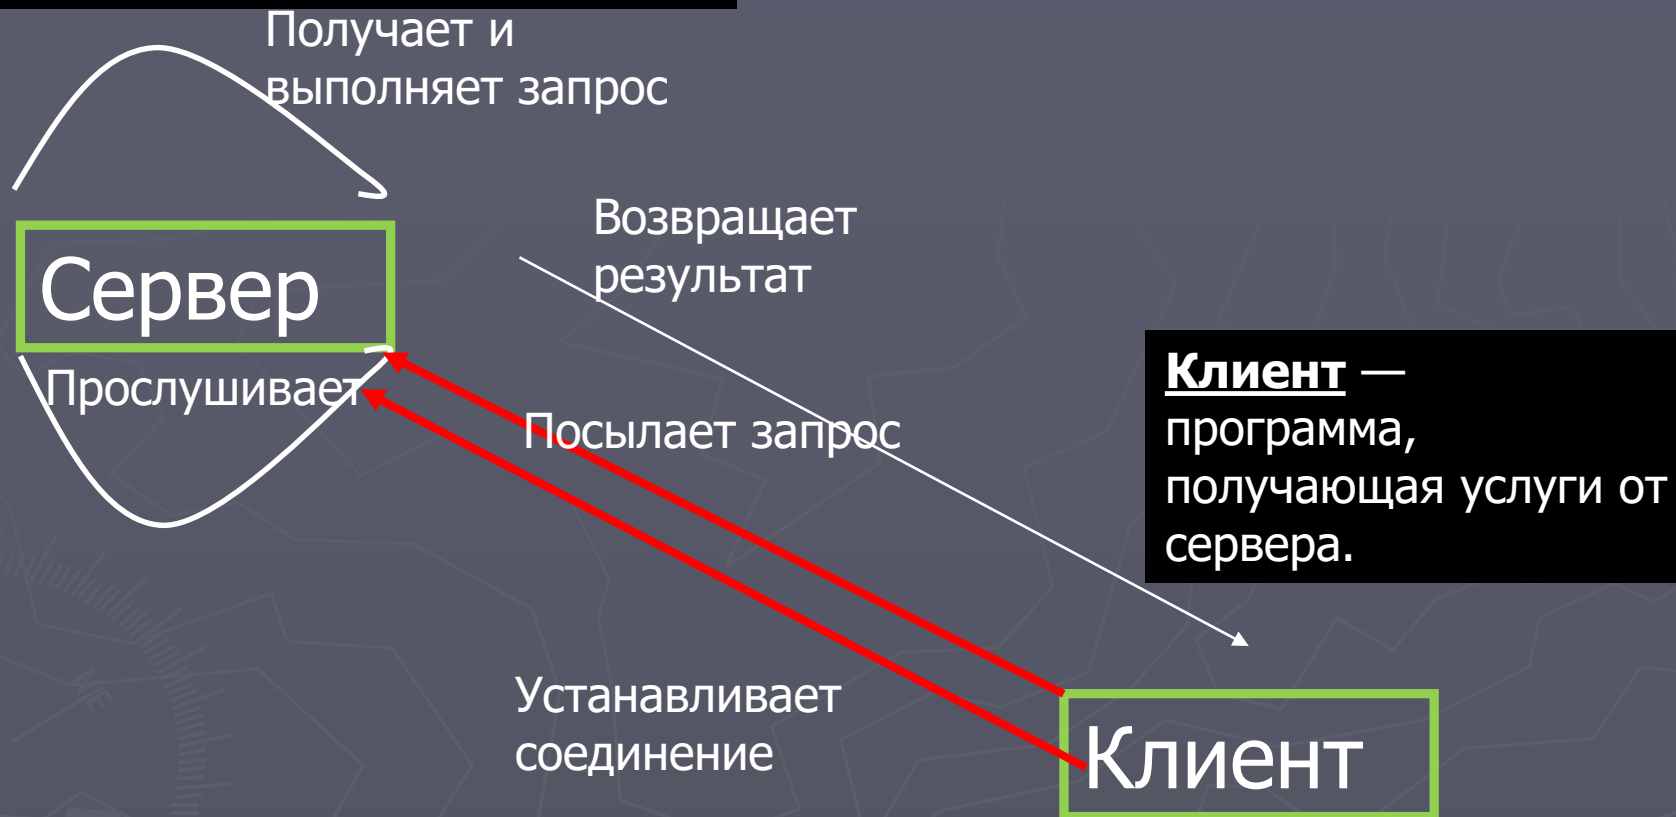 Получает и
выполняет запрос
Возвращает
результат
Сервер
Прослушивает
Клиент —
программа,
получающая услуги от
сервера.
Посылает запрос
Устанавливает
соединение
Клиент